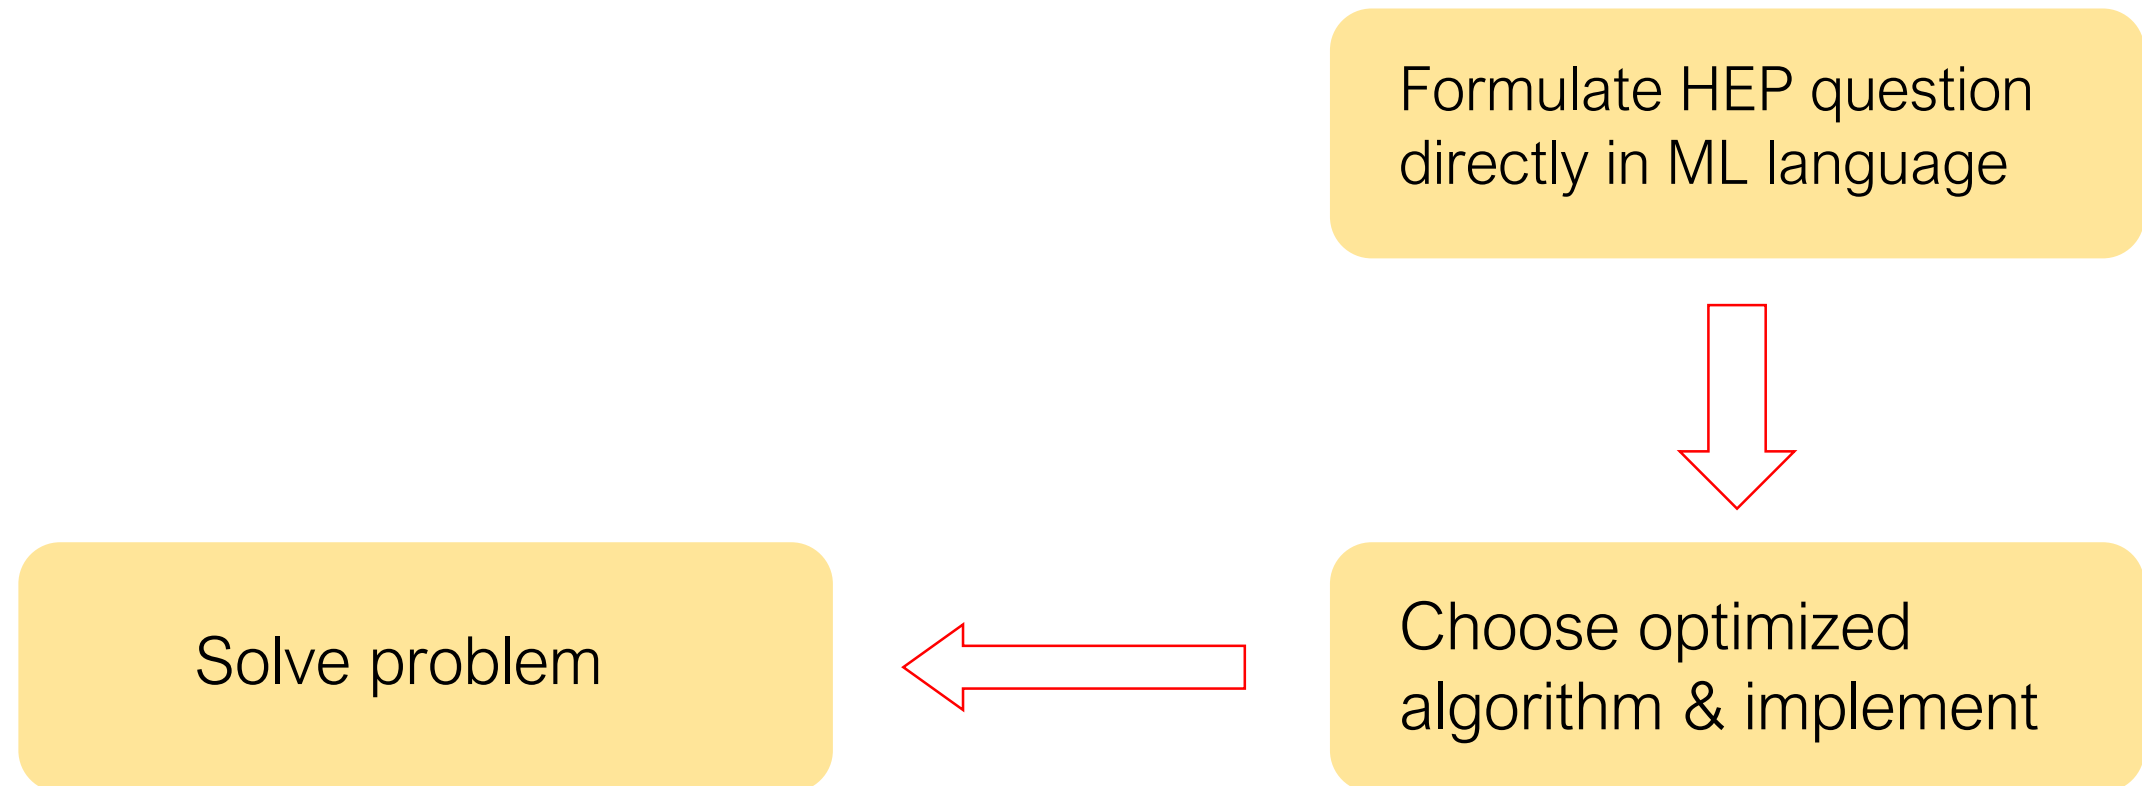 Formulate HEP question
directly in ML language
Choose optimized
algorithm & implement
Solve problem